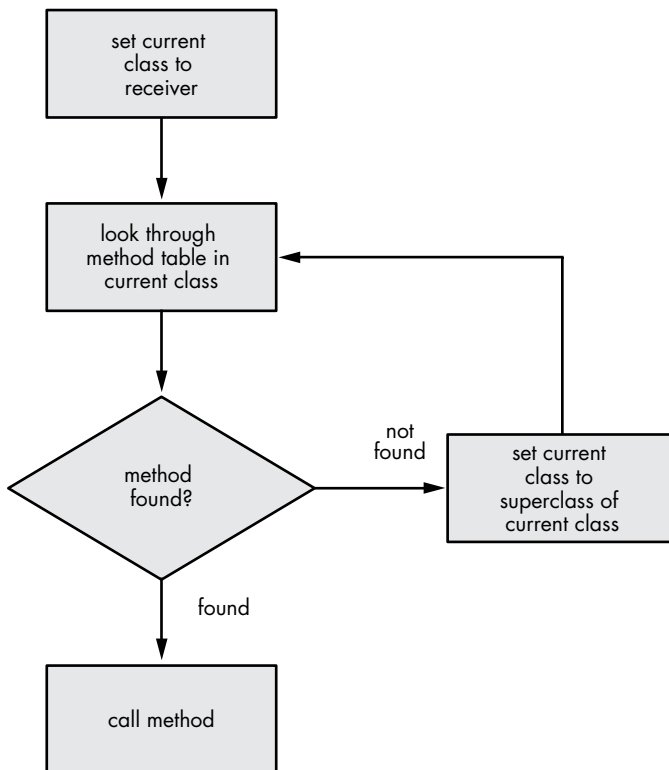 set current
class to
receiver
look through
method table in
current class
method
found?
not
found
set current
class to
superclass of
current class
found
call method